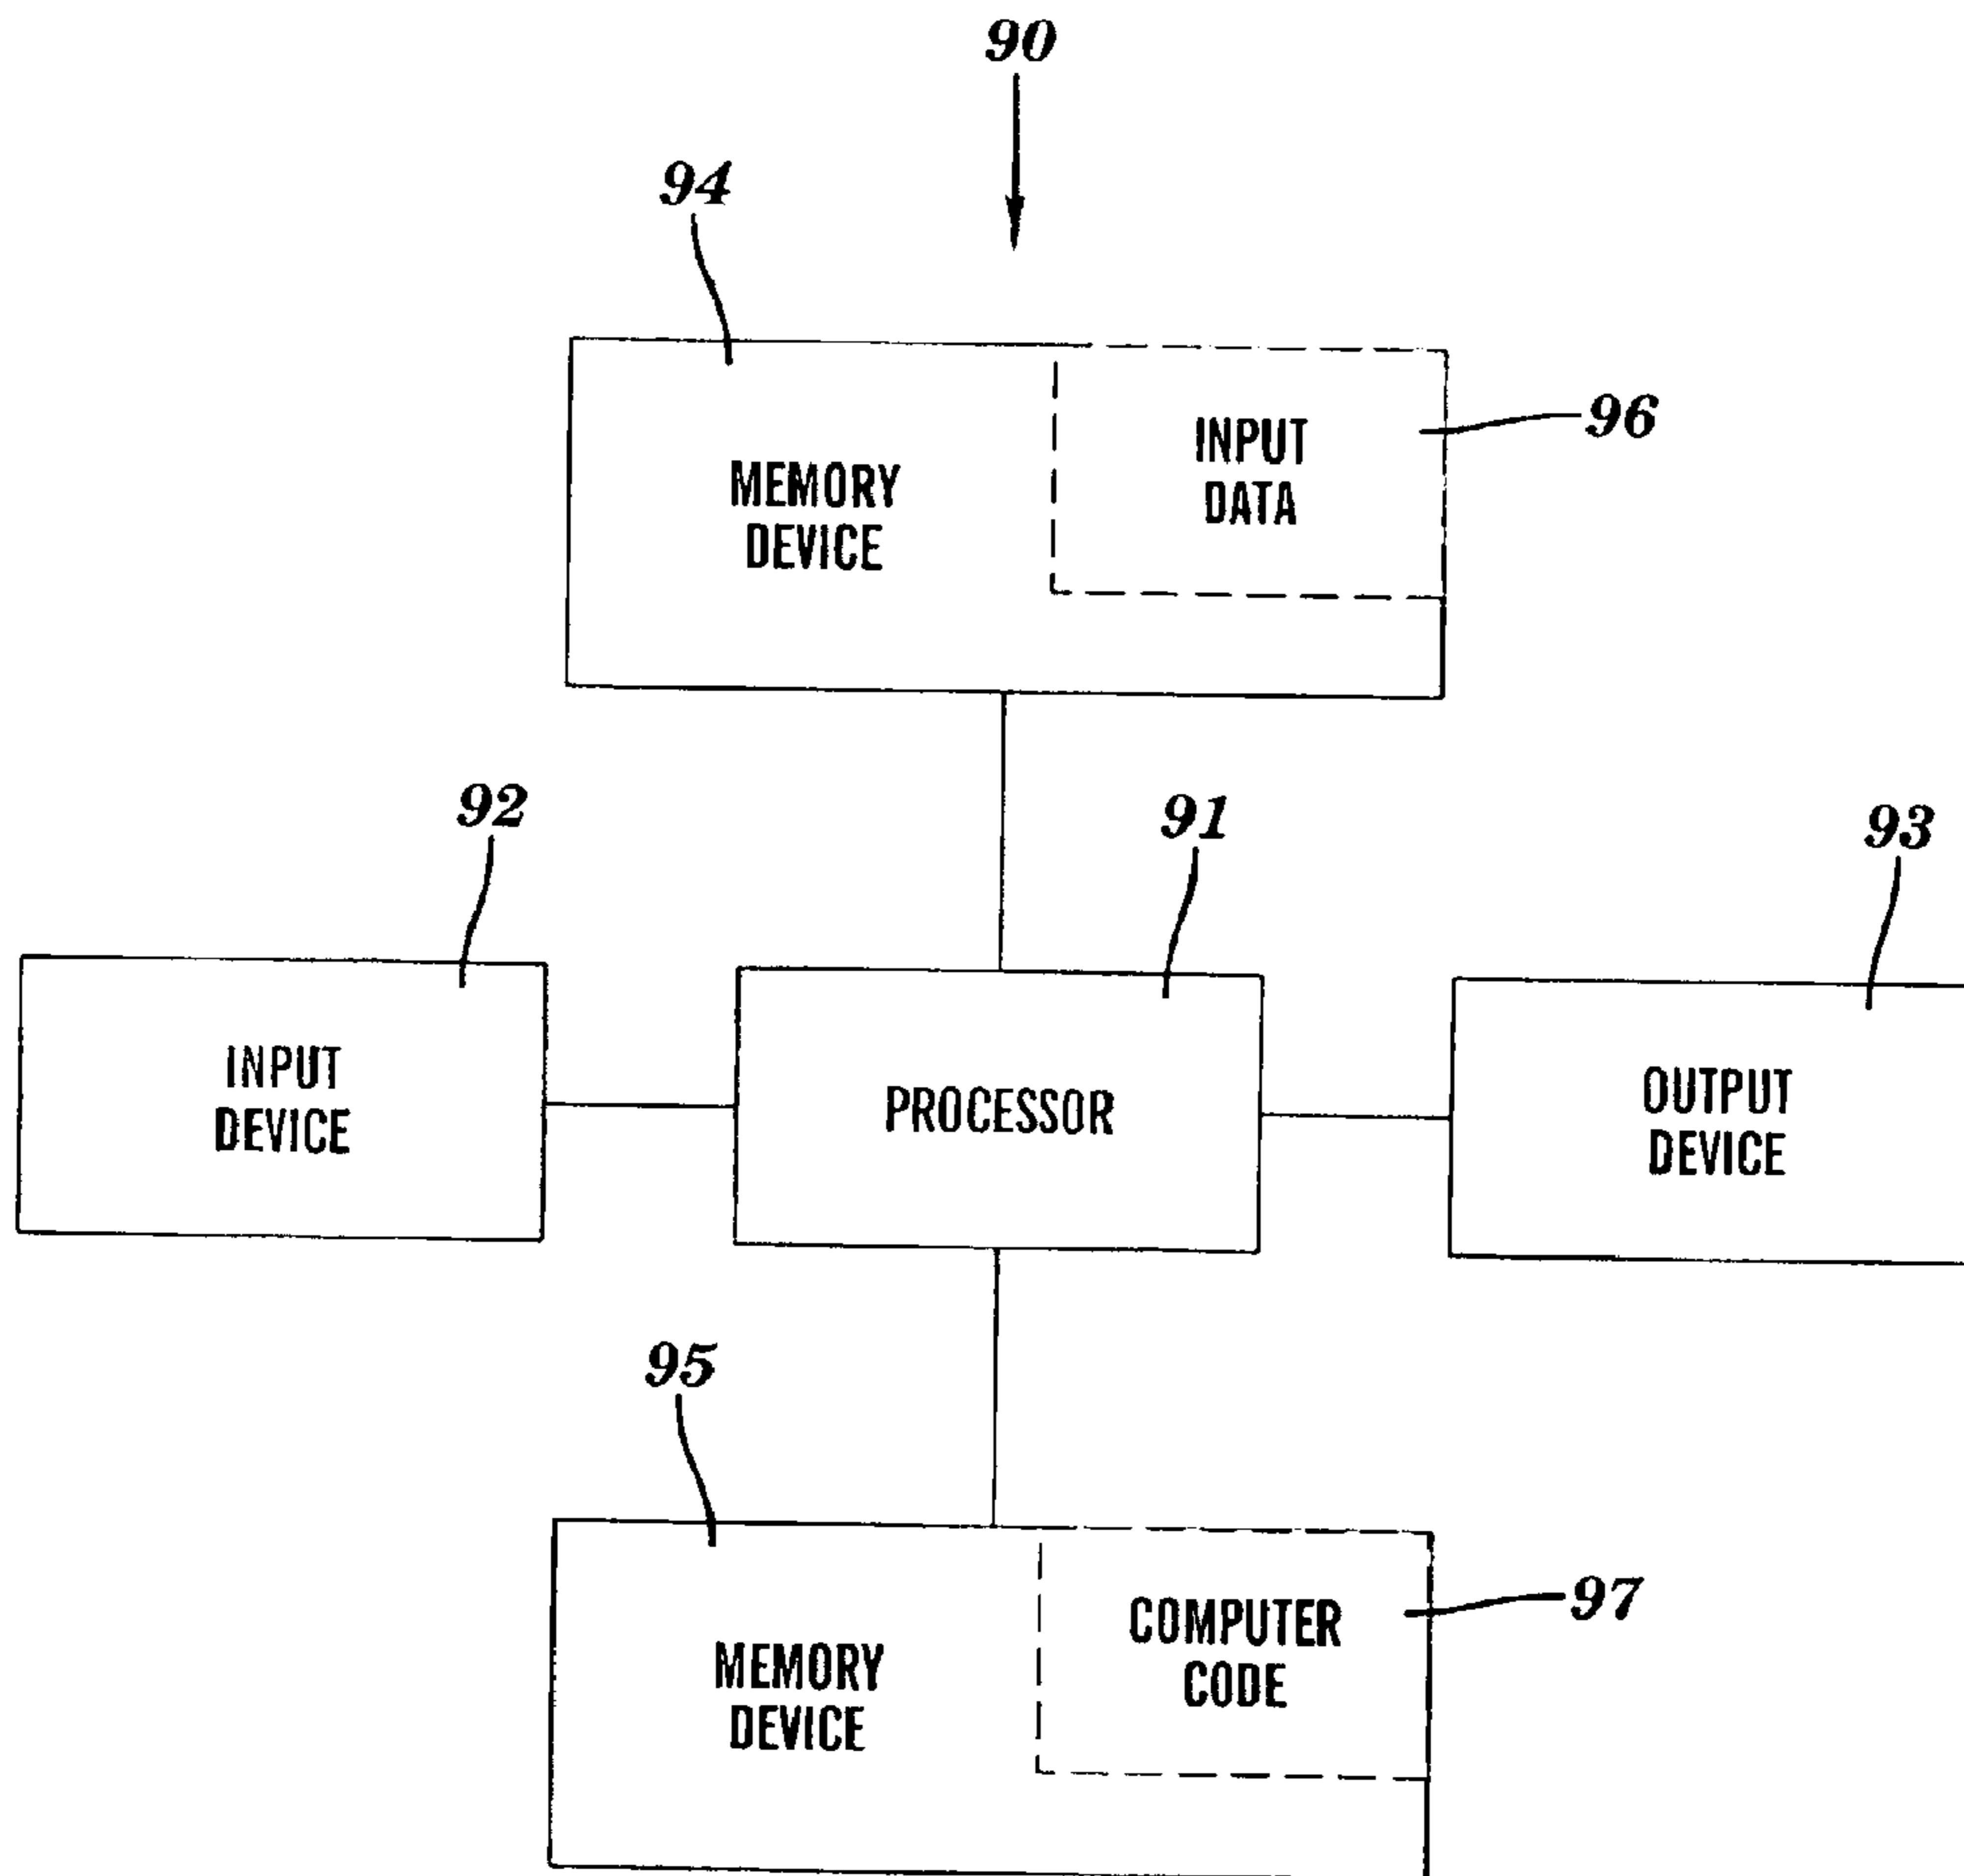 90
94
96
INPUT
DATA
MEMORY
DEVICE
92
91
93
INPUT
DEVICE
PROCESSOR
OUTPUT
DEVICE
95
97
COMPUTER
CODE
MEMORY
DEVICE